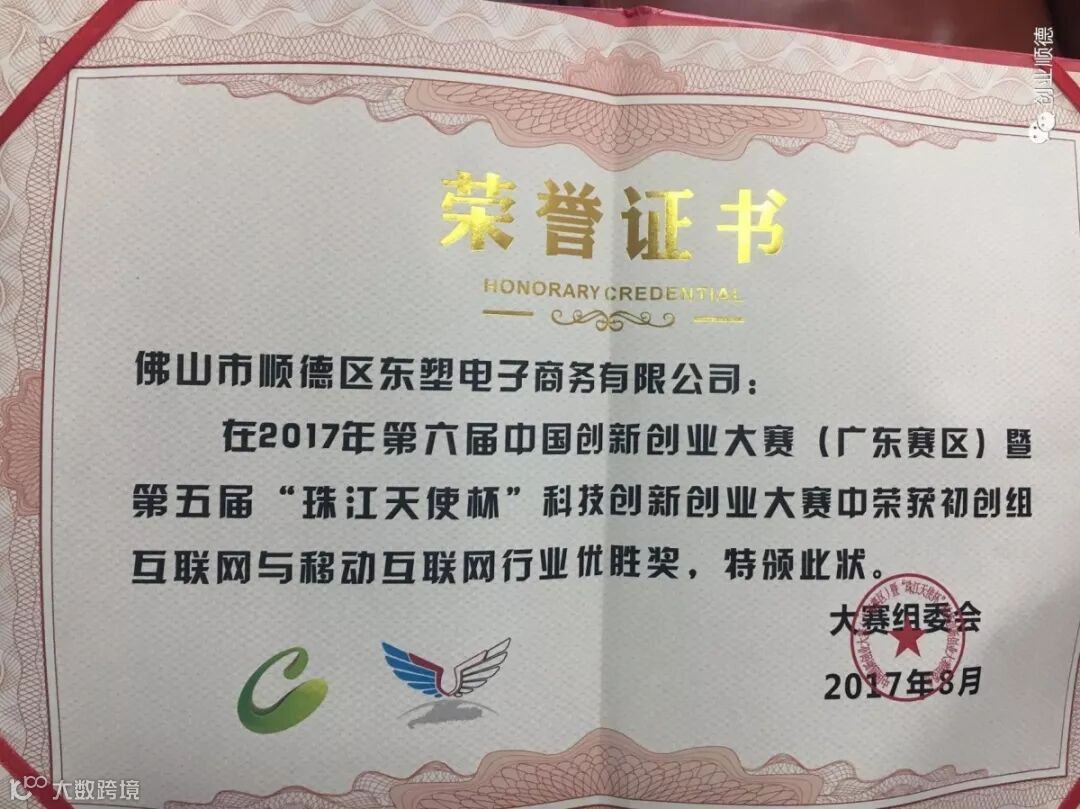 创业顺德
荣誉证书
HONORARY CREDENTIAL
佛山市顺德区东塑电子商务有限公司：
在2017年第六届中国创新创业大赛（广东赛区）暨
第五届“珠江天使杯”科技创新创业大赛中荣获初创组
互联网与移动互联网行业优胜奖，特颁此状。
大赛组委会
2017年8月
大数跨境